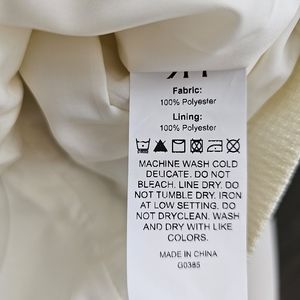 Fabric:
100% Polyester
Lining:
100% Polyester
MACHINE WASH COLD
DELICATE. DO NOT
BLEACH. LINE DRY. DO
NOT TUMBLE DRY. IRON
AT LOW SETTING. DO
NOT DRYCLEAN. WASH
AND DRY WITH LIKE
COLORS.
MADE IN CHINA
G0385